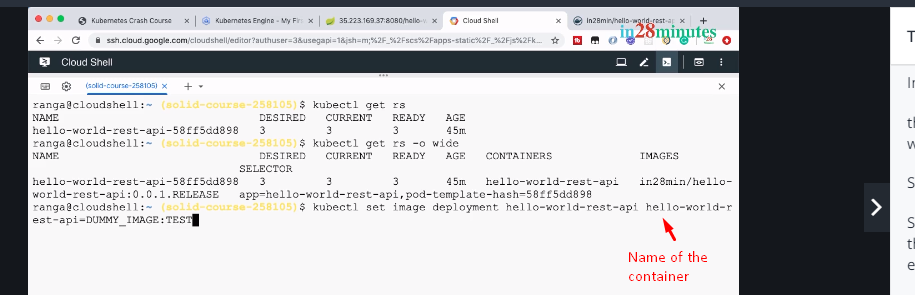 Kubernetes Crash Course
Kubernetes Engine - My Firs
35.223.169.37:8080/hello-w
Cloud Shell
in28min/hello-world-rest-ap
ssh.cloud.google.com/cloudshell/editor?authuser=3&usegapi=1&jsh=m;%2F_%2Fscs%2Fapps-static%2F_%2Fjs%2Fk...
in28minutes
Cloud Shell
(solid-course-258105)
ranga@cloudshell:~ (solid-course-258105)$ kubectl get rs
NAME DESIRED CURRENT READY AGE
hello-world-rest-api-58ff5dd898 3 3 3 45m
ranga@cloudshell:~ (solid-course-258105)$ kubectl get rs -o wide
NAME DESIRED CURRENT READY AGE CONTAINERS IMAGES
SELECTOR
hello-world-rest-api-58ff5dd898 3 3 3 45m hello-world-rest-api in28min/hello-
world-rest-api:0.0.1.RELEASE app=hello-world-rest-api,pod-template-hash=58ff5dd898
ranga@cloudshell:~ (solid-course-258105)$ kubectl set image deployment hello-world-rest-api hello-world-r
est-api=DUMMY_IMAGE:TEST
Name of the
container